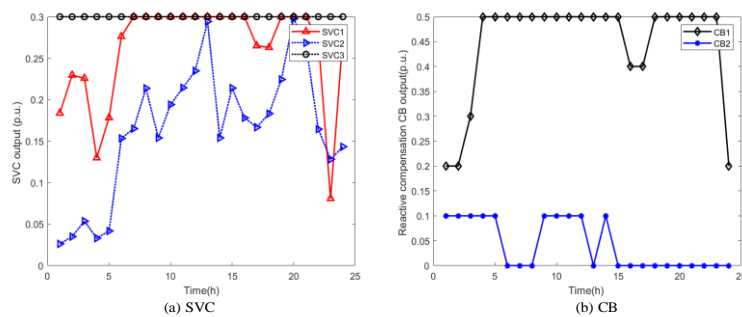 0.3
0.25
0.2
0.15
0.1
0.05
0
SVC output (p.u.)
SVC1
SVC2
SVC3
0 5 10 15 20 25
Time(h)
(a) SVC
0.5
0.45
0.4
0.35
0.3
0.25
0.2
0.15
0.1
0.05
0
Reactive compensation CB output(p.u.)
CB1
CB2
0 5 10 15 20 25
Time(h)
(b) CB